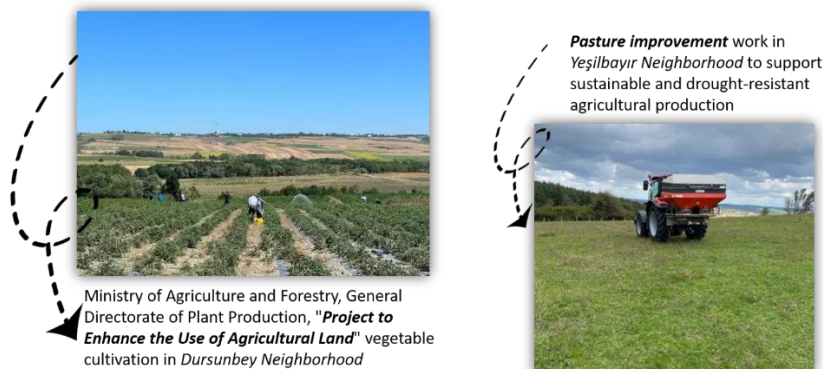 Pasture improvement work in
Yeşilbayır Neighborhood to support
sustainable and drought-resistant
agricultural production
Ministry of Agriculture and Forestry, General
Directorate of Plant Production, "Project to
Enhance the Use of Agricultural Land" vegetable
cultivation in Dursunbey Neighborhood